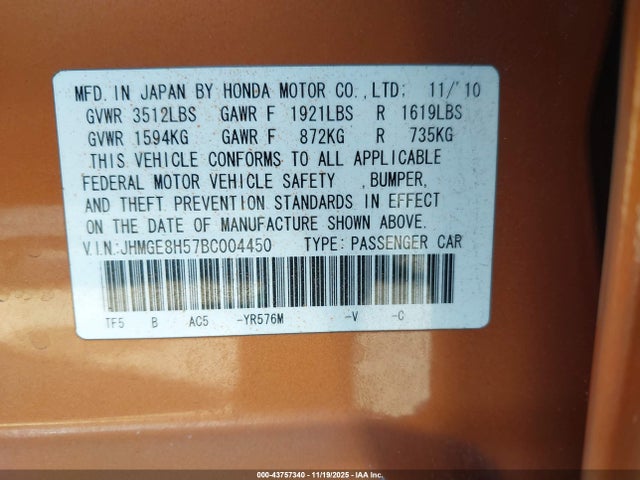 MFD. IN JAPAN BY HONDA MOTOR CO.,LTD: 11/'10
GVWR 3512LBS GAWR F 1921LBS R 1619LBS
GVWR 1594KG GAWR F 872KG R 735KG
THIS VEHICLE CONFORMS TO ALL APPLICABLE
FEDERAL MOTOR VEHICLE SAFETY ,BUMPER,
AND THEFT PREVENTION STANDARDS IN EFFECT
ON THE DATE OF MANUFACTURE SHOWN ABOVE.
V.I.N.:JHMGE8H57BC004450 TYPE: PASSENGER CAR
TF5 B AC5 -YR576M -V -C
000-43757340 - 11/19/2025 - IAA Inc.